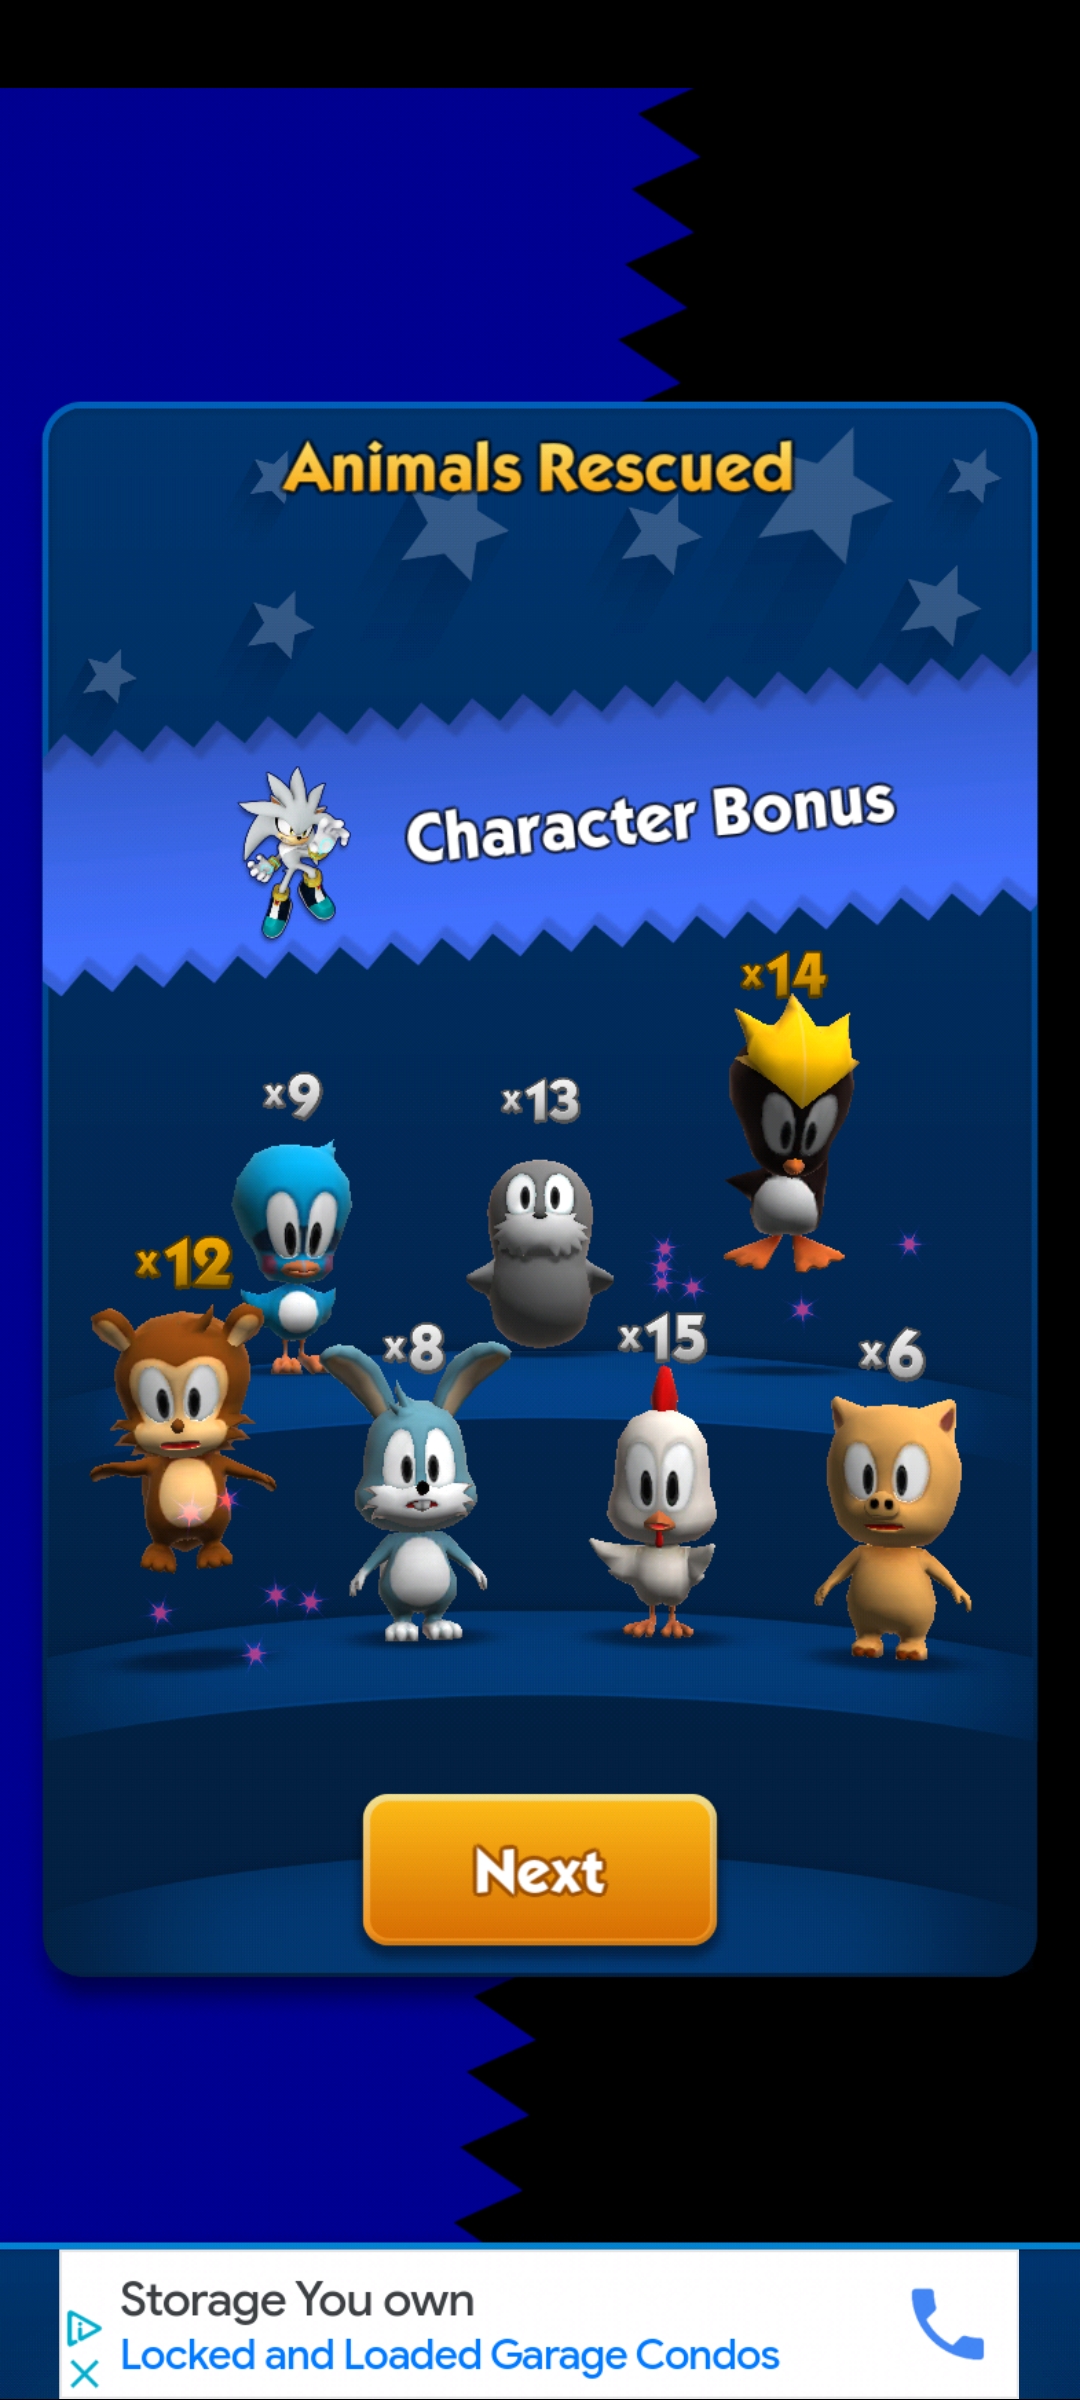 Animals Rescued
Character Bonus
x14
x9
x13
x12
x8
x15
x6
Next
Storage You own
Locked and Loaded Garage Condos